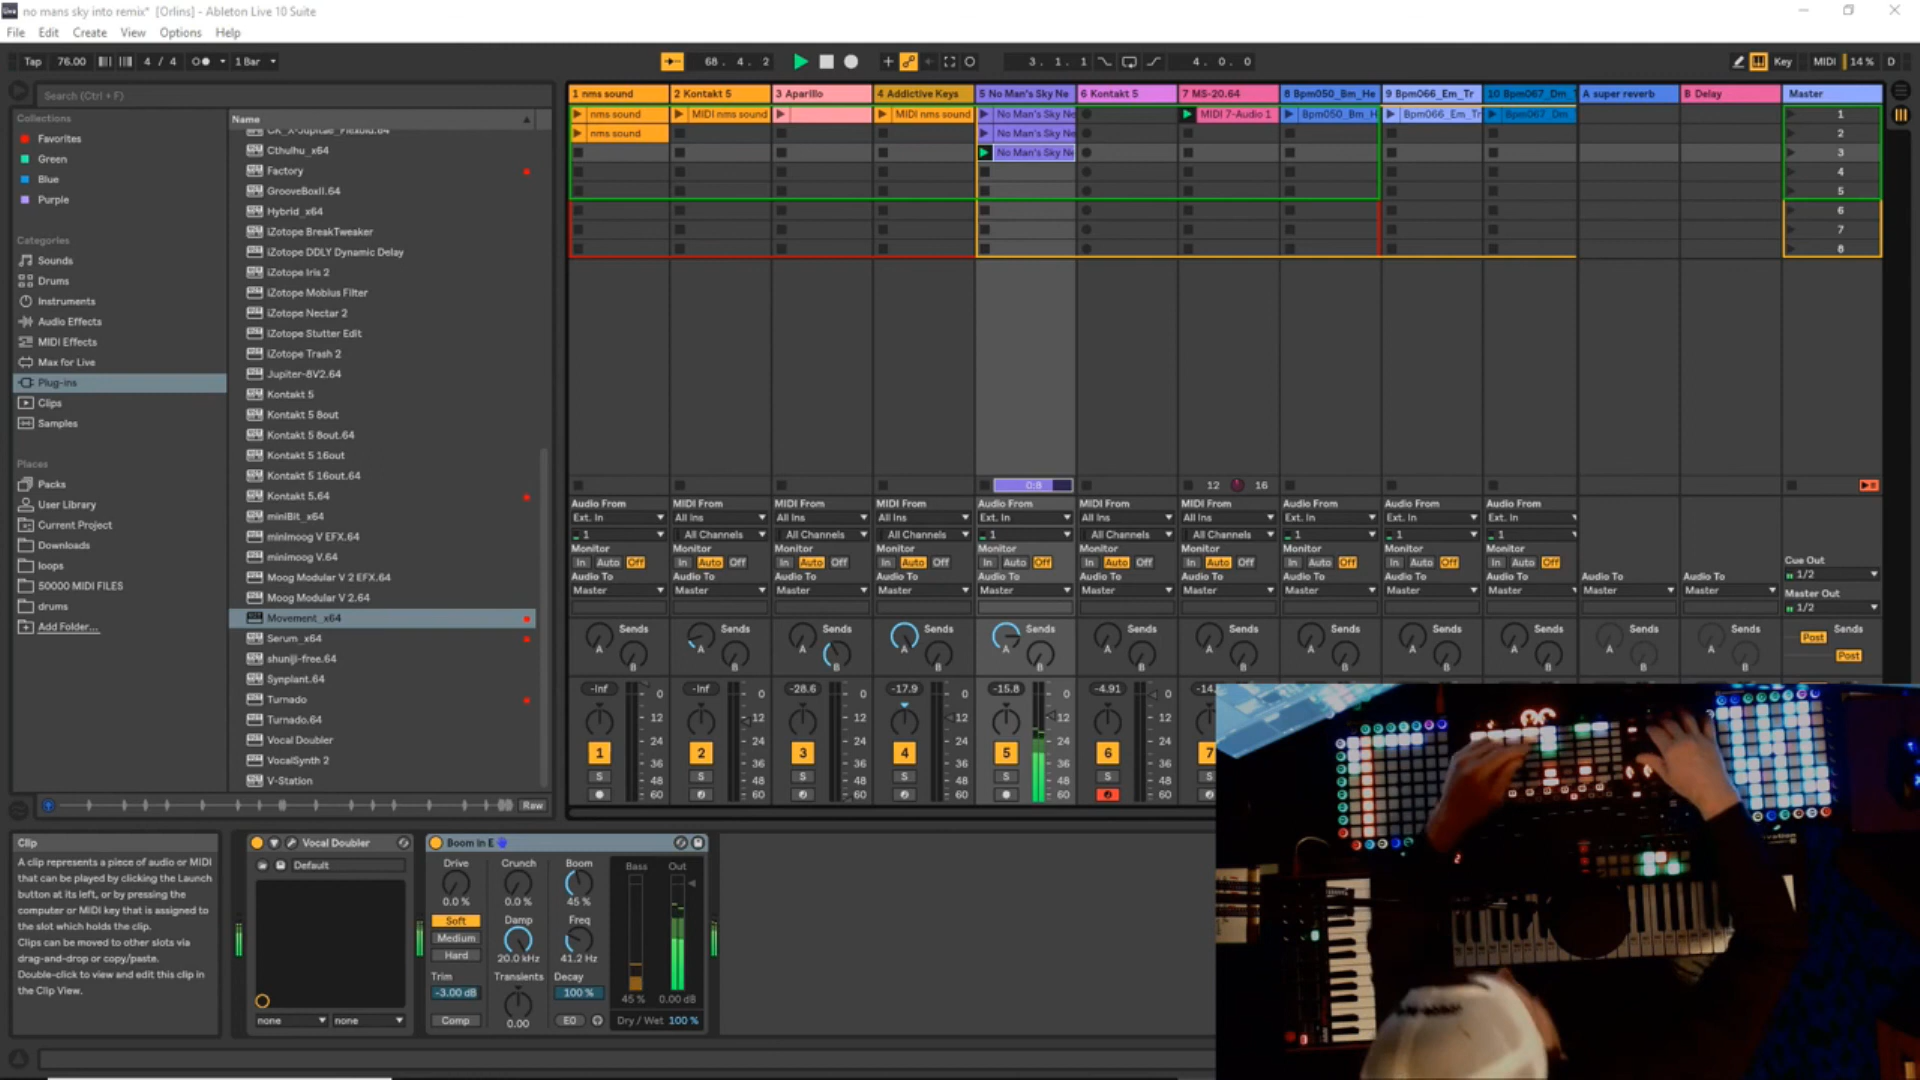 no mans sky into remix* [Orlins] - Ableton Live 10 Suite
File Edit Create View Options Help
Tap 76.00 4 / 4 1 Bar 68. 4. 2 3. 1. 1 4. 0. 0 Key MIDI 14 % D
Search (Ctrl + F)
Collections
Favorites
Green
Blue
Purple
Categories
Sounds
Drums
Instruments
Audio Effects
MIDI Effects
Max for Live
Plug-ins
Clips
Samples
Places
Packs
User Library
Current Project
Downloads
loops
50000 MIDI FILES
drums
Add Folder...
Name
Cthulhu_x64
Factory
GrooveBoxII.64
Hybrid_x64
iZotope BreakTweaker
iZotope DDLY Dynamic Delay
iZotope Iris 2
iZotope Mobius Filter
iZotope Nectar 2
iZotope Stutter Edit
iZotope Trash 2
Jupiter-8V2.64
Kontakt 5
Kontakt 5 8out
Kontakt 5 8out.64
Kontakt 5 16out
Kontakt 5 16out.64
Kontakt 5.64
miniBit_x64
minimoog V EFX.64
minimoog V.64
Moog Modular V 2 EFX.64
Moog Modular V 2.64
Movement_x64
Serum_x64
shuniji-free.64
Synplant.64
Turnado
Turnado.64
Vocal Doubler
VocalSynth 2
V-Station
Raw
1 nms sound 2 Kontakt 5 3 Aparillo 4 Addictive Keys 5 No Man's Sky Ne 6 Kontakt 5 7 MS-20.64 8 Bpm050_Bm_He 9 Bpm066_Em_Tr 10 Bpm067_Dm_T A super reverb B Delay Master
nms sound MIDI nms sound MIDI nms sound No Man's Sky Ne MIDI 7-Audio 1 Bpm050_Bm_H Bpm066_Em_Tr Bpm067_Dm 1
nms sound No Man's Sky Ne 2
No Man's Sky Ne 3
4
5
6
7
8
0:8 12 16
Audio From MIDI From MIDI From MIDI From Audio From MIDI From MIDI From Audio From Audio From Audio From
Ext. In All Ins All Ins All Ins Ext. In All Ins All Ins Ext. In Ext. In Ext. In
1 All Channels All Channels All Channels 1 All Channels All Channels 1 1 1
Monitor Monitor Monitor Monitor Monitor Monitor Monitor Monitor Monitor Monitor Cue Out
In Auto Off In Auto Off In Auto Off In Auto Off In Auto Off In Auto Off In Auto Off In Auto Off In Auto Off In Auto Off 1/2
Audio To Audio To Audio To Audio To Audio To Audio To Audio To Audio To Audio To Audio To Audio To Audio To Master Out
Master Master Master Master Master Master Master Master Master Master Master Master 1/2
Sends Sends Sends Sends Sends Sends Sends Sends Sends Sends Sends Sends Post Sends
A A A A A A A A A A A A
B B B B B B B B B B B B Post
-Inf 0 -Inf 0 -28.6 0 -17.9 0 -15.8 0 -4.91 0 -14.
12 12 12 12 12 12
24 24 24 24 24 24
1 36 2 36 3 36 4 36 5 36 6 36 7
S 48 S 48 S 48 S 48 S 48 S 48 S
60 60 60 60 60 60
Clip
A clip represents a piece of audio or MIDI
that can be played by clicking the Launch
button at its left, or by pressing the
computer or MIDI key that is assigned to
the slot which holds the clip.
Clips can be moved to other slots via
drag-and-drop or copy/paste.
Double-click to view and edit this clip in
the Clip View.
Vocal Doubler
Default
none none
Boom in E
Drive Crunch Boom Bass Out
0.0 % 0.0 % 45 %
Soft Damp Freq
Medium
Hard 20.0 kHz 41.2 Hz
Trim Transients Decay
-3.00 dB 100 %
45 % 0.00 dB
Comp 0.00 EQ Dry / Wet 100 %